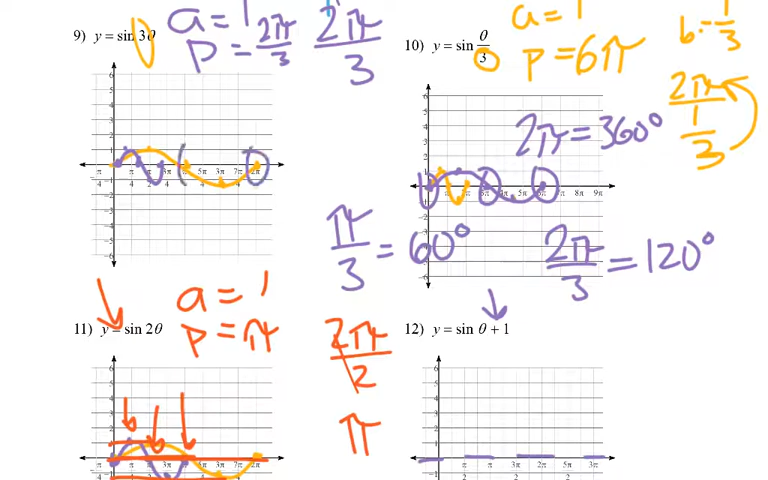 9) y = sin 3θ
a = 1
p = 2π/3
2π/3
10) y = sin θ/3
a = 1
p = 6π
b = 1/3
2π / 1/3
2π = 360°
π/3 = 60°
2π/3 = 120°
11) y = sin 2θ
a = 1
p = π
2π/2
π
12) y = sin θ + 1